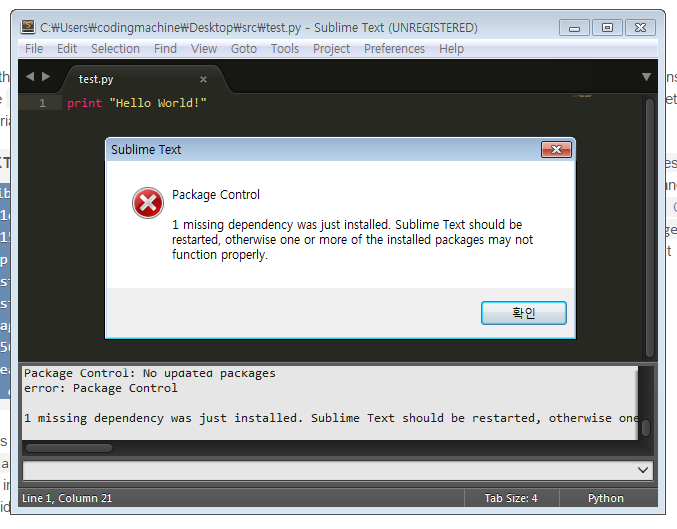 C:₩Users₩codingmachine₩Desktop₩src₩test.py - Sublime Text (UNREGISTERED)
File Edit Selection Find View Goto Tools Project Preferences Help
test.py
1 print "Hello World!"
Sublime Text
Package Control
1 missing dependency was just installed. Sublime Text should be
restarted, otherwise one or more of the installed packages may not
function properly.
확인
Package Control: No updated packages
error: Package Control
1 missing dependency was just installed. Sublime Text should be restarted, otherwise one
Line 1, Column 21 Tab Size: 4 Python